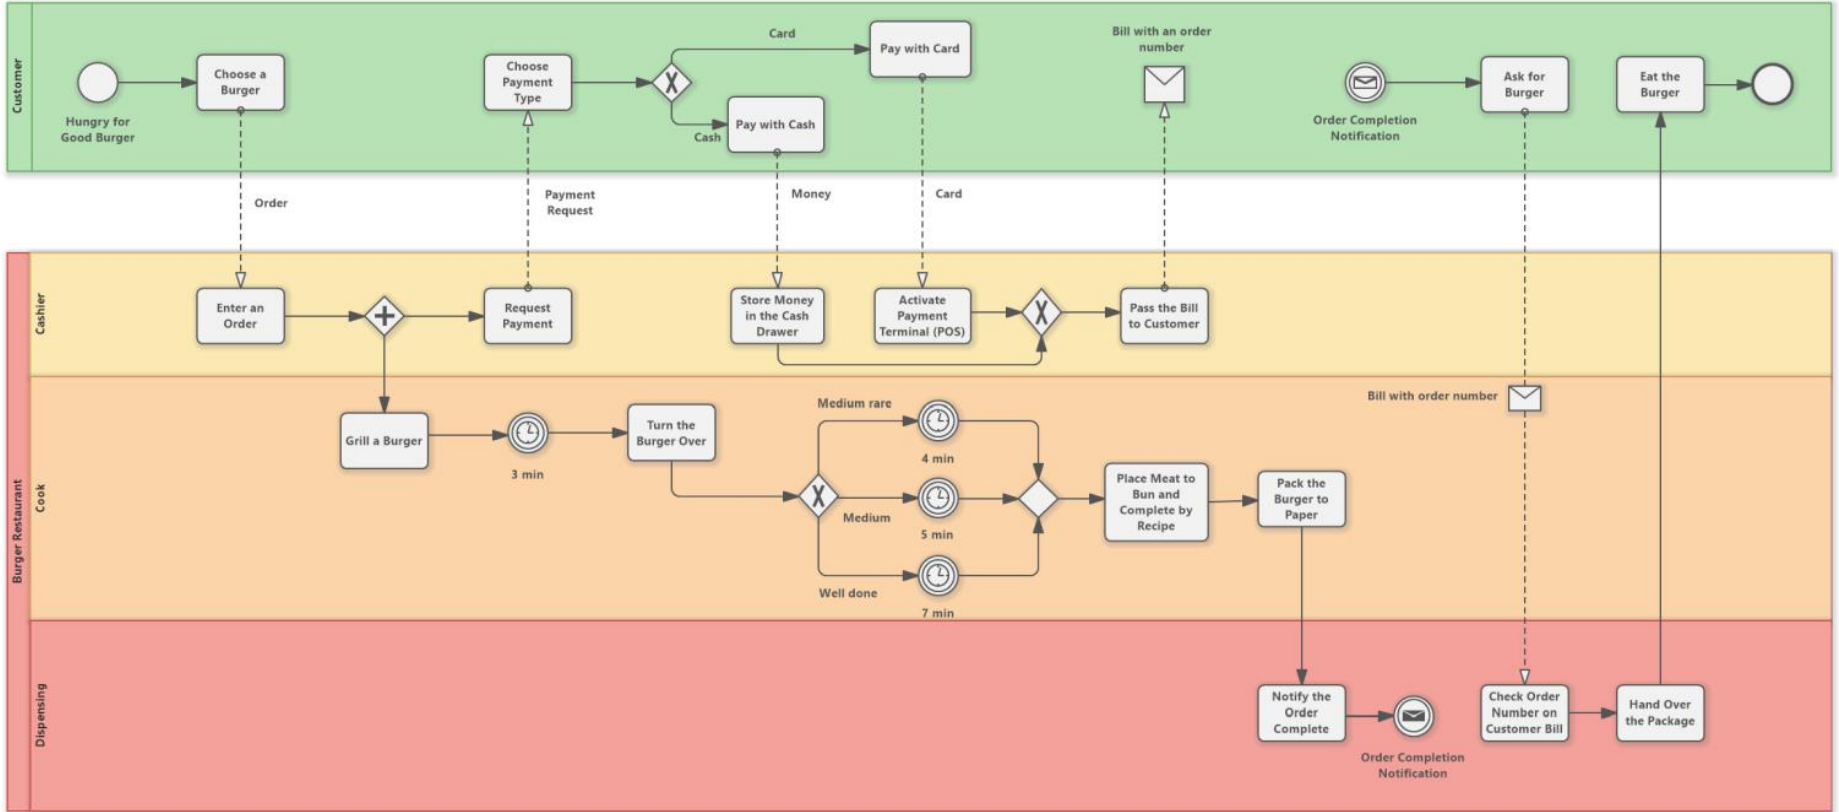 Customer
Hungry for
Good Burger
Choose a
Burger
Order
Choose
Payment
Type
Payment
Request
Card
Cash
Pay with Card
Pay with Cash
Money
Card
Bill with an order
number
Order Completion
Notification
Ask for
Burger
Eat the
Burger
Burger Restaurant
Cashier
Enter an
Order
Request
Payment
Store Money
in the Cash
Drawer
Activate
Payment
Terminal (POS)
Pass the Bill
to Customer
Cook
Grill a Burger
3 min
Turn the
Burger Over
Medium rare
4 min
Medium
5 min
Well done
7 min
Place Meat to
Bun and
Complete by
Recipe
Pack the
Burger to
Paper
Bill with order number
Dispensing
Notify the
Order
Complete
Order Completion
Notification
Check Order
Number on
Customer Bill
Hand Over
the Package